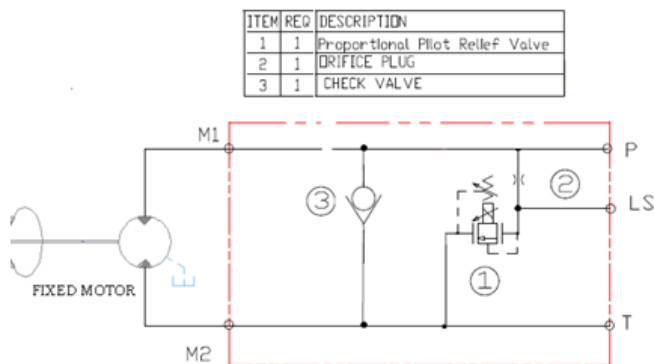 ITEM REQ DESCRIPTION
1 1 Proportional Pilot Relief Valve
2 1 ORIFICE PLUG
3 1 CHECK VALVE
M1
P
3
2
LS
1
FIXED MOTOR
T
M2